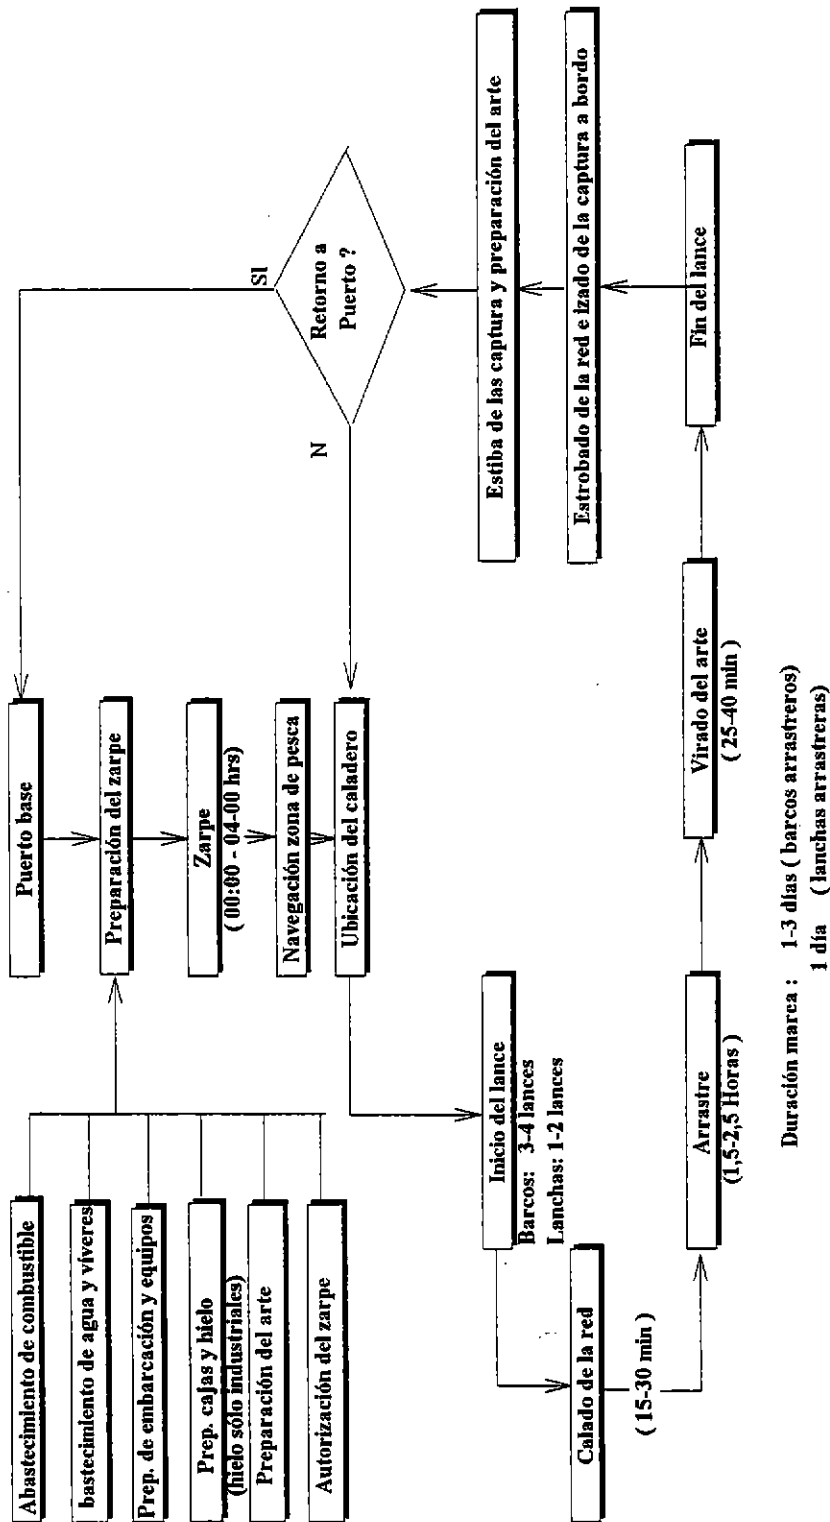 Abastecimiento de combustible
bastecimiento de agua y víveres
Prep. de embarcación y equipos
Prep. cajas y hielo
(hielo sólo industriales)
Preparación del arte
Autorización del zarpe
Puerto base
Preparación del zarpe
Zarpe
( 00:00 - 04-00 hrs)
Navegación zona de pesca
Ubicación del caladero
SI
Retorno a
Puerto ?
N
Inicio del lance
Barcos: 3-4 lances
Lanchas: 1-2 lances
Calado de la red
( 15-30 min )
Arrastre
(1,5-2,5 Horas )
Virado del arte
( 25-40 min )
Fin del lance
Estrobado de la red e izado de la captura a bordo
Estiba de las captura y preparación del arte
Duración marea : 1-3 días ( barcos arrastreros)
1 día ( lanchas arrastreras)